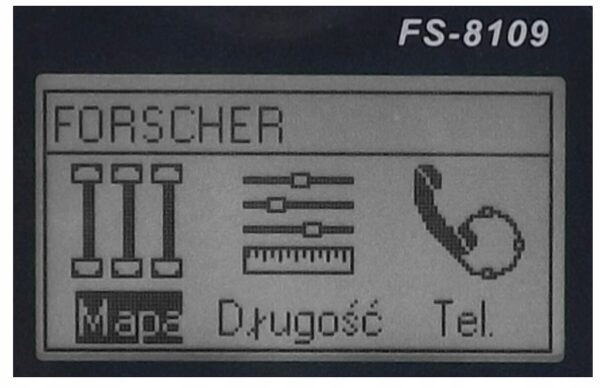 FS-8109
FORSCHER
Mapa Długość Tel.